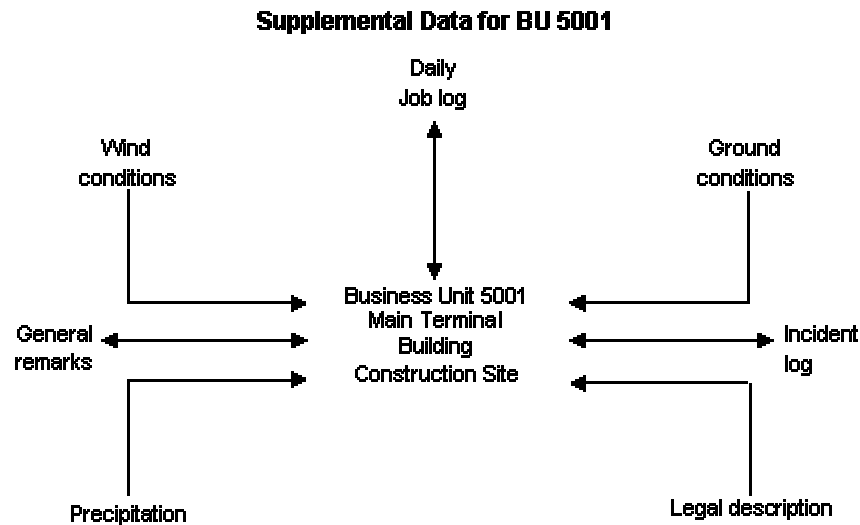 Supplemental Data for BU 5001
Daily
Job log
Wind
conditions
Ground
conditions
Business Unit 5001
Main Terminal
Building
Construction Site
General
remarks
Incident
log
Precipitation
Legal description